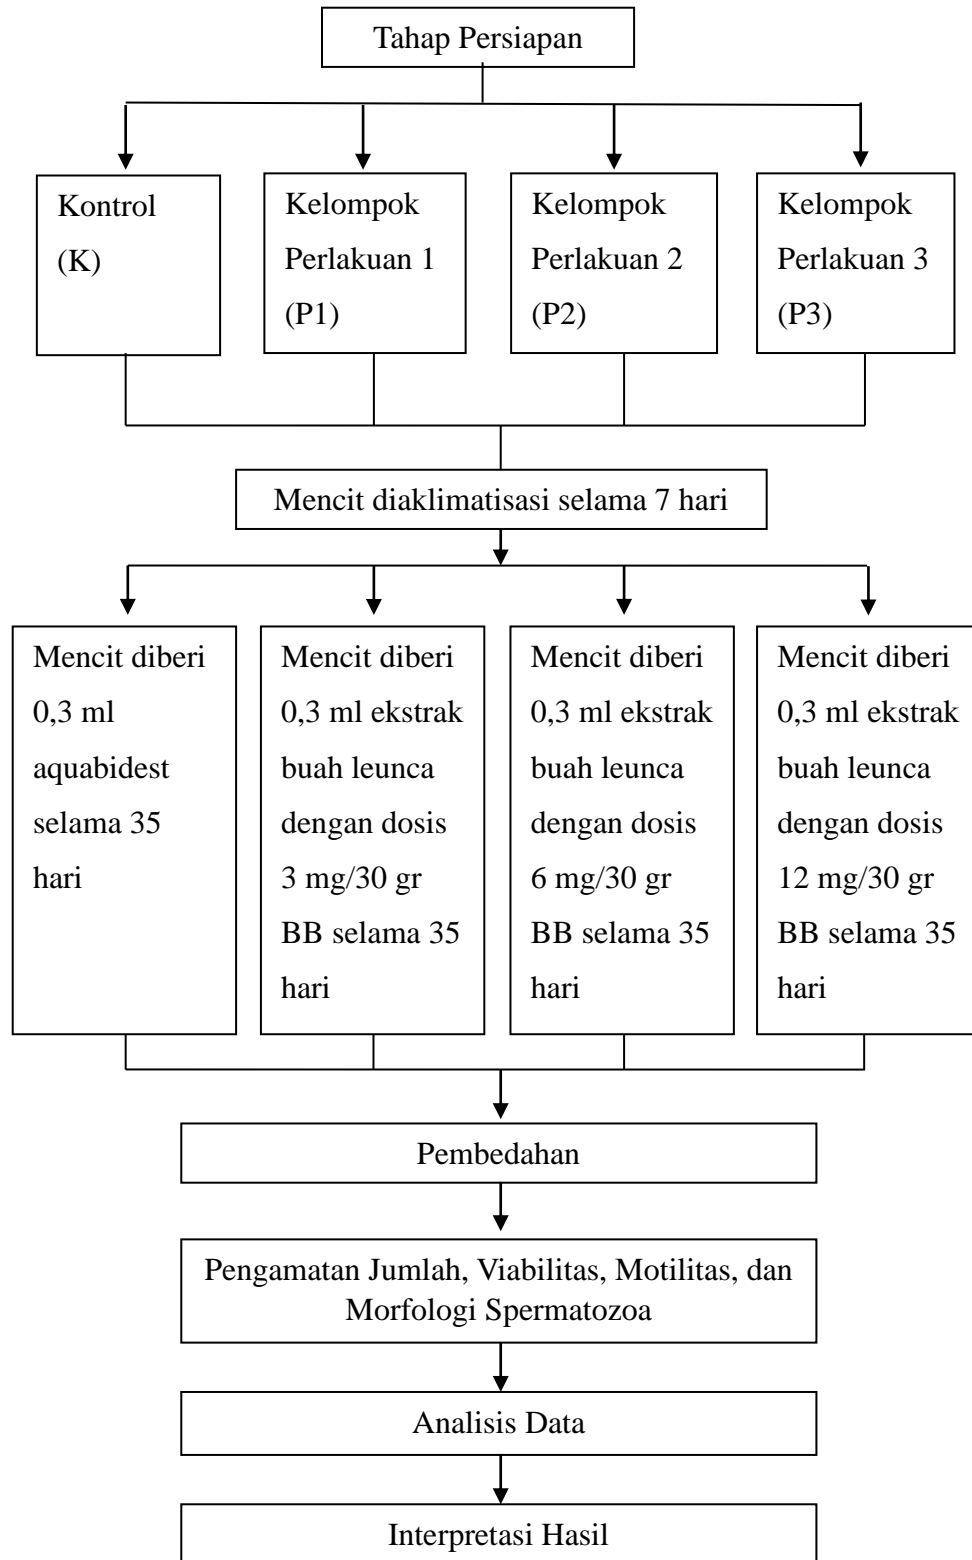 Tahap Persiapan
Kontrol
(K)
Kelompok
Perlakuan 1
(P1)
Kelompok
Perlakuan 2
(P2)
Kelompok
Perlakuan 3
(P3)
Mencit diaklimatisasi selama 7 hari
Mencit diberi
0,3 ml
aquabidest
selama 35
hari
Mencit diberi
0,3 ml ekstrak
buah leunca
dengan dosis
3 mg/30 gr
BB selama 35
hari
Mencit diberi
0,3 ml ekstrak
buah leunca
dengan dosis
6 mg/30 gr
BB selama 35
hari
Mencit diberi
0,3 ml ekstrak
buah leunca
dengan dosis
12 mg/30 gr
BB selama 35
hari
Pembedahan
Pengamatan Jumlah, Viabilitas, Motilitas, dan
Morfologi Spermatozoa
Analisis Data
Interpretasi Hasil